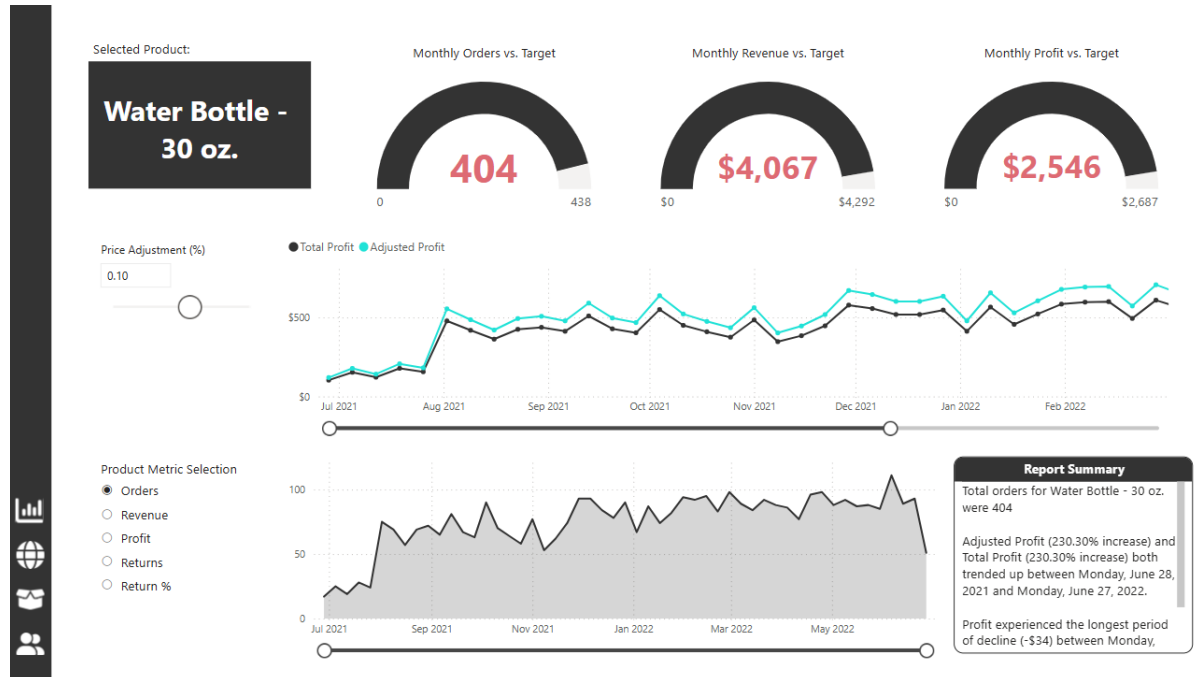 Selected Product:
Water Bottle -
30 oz.
Monthly Orders vs. Target
404
0
438
Monthly Revenue vs. Target
$4,067
$0
$4,292
Monthly Profit vs. Target
$2,546
$0
$2,687
Price Adjustment (%)
0.10
Total Profit Adjusted Profit
$500
$0
Jul 2021 Aug 2021 Sep 2021 Oct 2021 Nov 2021 Dec 2021 Jan 2022 Feb 2022
Product Metric Selection
Orders
Revenue
Profit
Returns
Return %
100
50
0
Jul 2021 Sep 2021 Nov 2021 Jan 2022 Mar 2022 May 2022
Report Summary
Total orders for Water Bottle - 30 oz.
were 404
Adjusted Profit (230.30% increase) and
Total Profit (230.30% increase) both
trended up between Monday, June 28,
2021 and Monday, June 27, 2022.
Profit experienced the longest period
of decline (-$34) between Monday,